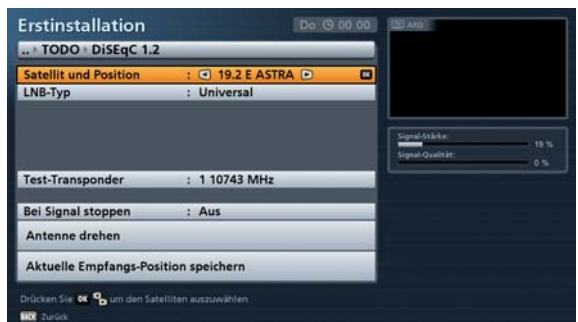 Erstinstallation
Do 00 00
.. › TODO › DiSEqC 1.2
Satellit und Position : 19.2 E ASTRA OK
LNB-Typ : Universal
Test-Transponder : 1 10743 MHz
Bei Signal stoppen : Aus
Antenne drehen
Aktuelle Empfangs-Position speichern
Drücken Sie OK um den Satelliten auszuwählen
BACK Zurück
TV ARD
Signal-Stärke:
19 %
Signal-Qualität:
0 %